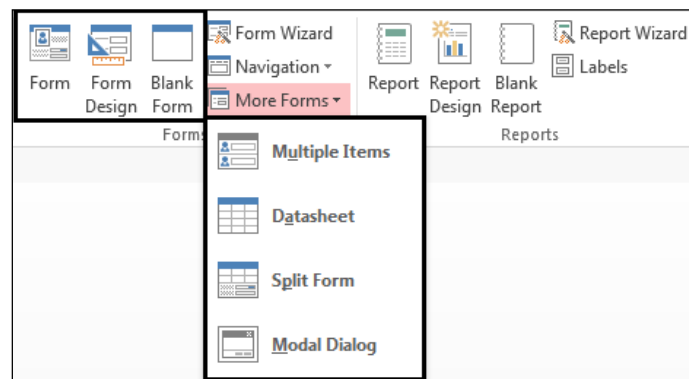 Form
Form Design
Blank Form
Form Wizard
Navigation
More Forms
Forms
Report
Report Design
Blank Report
Report Wizard
Labels
Reports
Multiple Items
Datasheet
Split Form
Modal Dialog